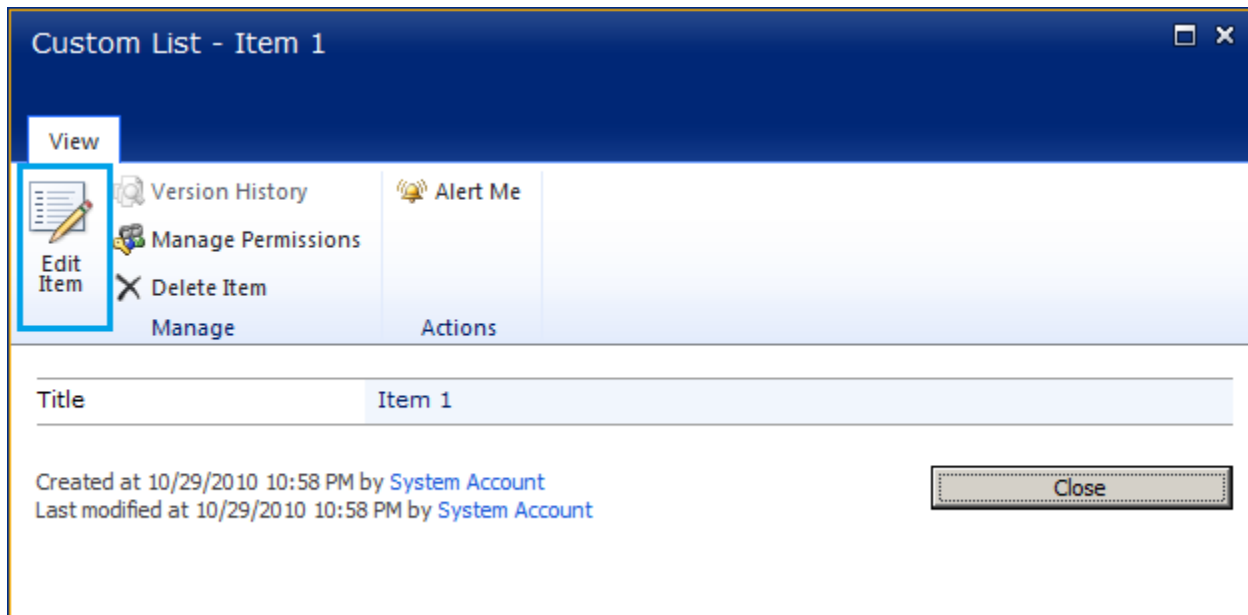 Custom List - Item 1
View
Edit
Item
Version History
Manage Permissions
Delete Item
Manage
Alert Me
Actions
Title Item 1
Created at 10/29/2010 10:58 PM by System Account
Last modified at 10/29/2010 10:58 PM by System Account
Close